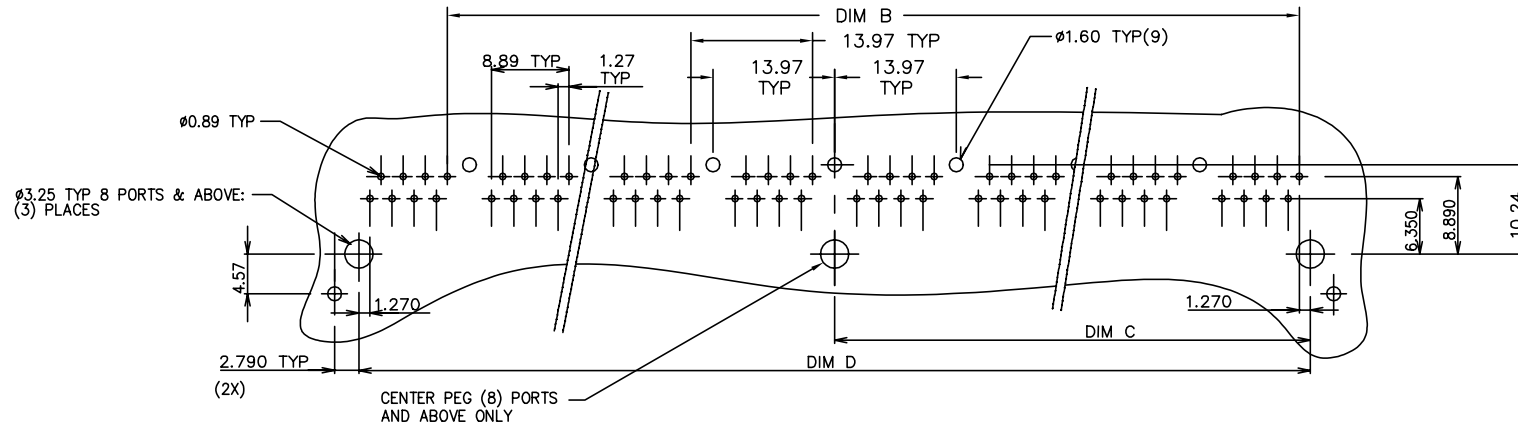 DIM B
13.97 TYP
ø1.60 TYP(9)
8.89 TYP
1.27
TYP
13.97
TYP
13.97
TYP
ø0.89 TYP
ø3.25 TYP 8 PORTS & ABOVE:
(3) PLACES
6.350
8.890
10.24
4.57
1.270
1.270
DIM C
2.790 TYP
(2X)
DIM D
CENTER PEG (8) PORTS
AND ABOVE ONLY